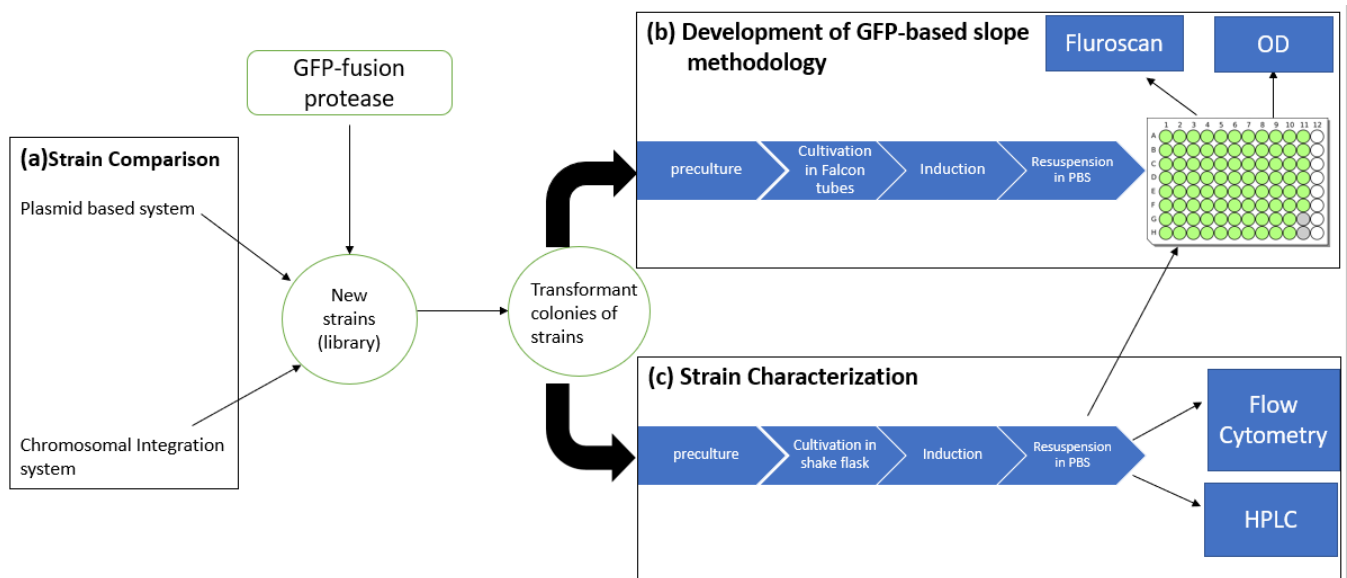 GFP-fusion
protease
(a)Strain Comparison
Plasmid based system
Chromosomal Integration
system
New
strains
(library)
Transformant
colonies of
strains
(b) Development of GFP-based slope
methodology
Fluroscan
OD
preculture
Cultivation
in Falcon
tubes
Induction
Resuspension
in PBS
1 2 3 4 5 6 7 8 9 10 11 12
A
B
C
D
E
F
G
H
(c) Strain Characterization
preculture
Cultivation in
shake flask
Induction
Resuspension
in PBS
Flow
Cytometry
HPLC